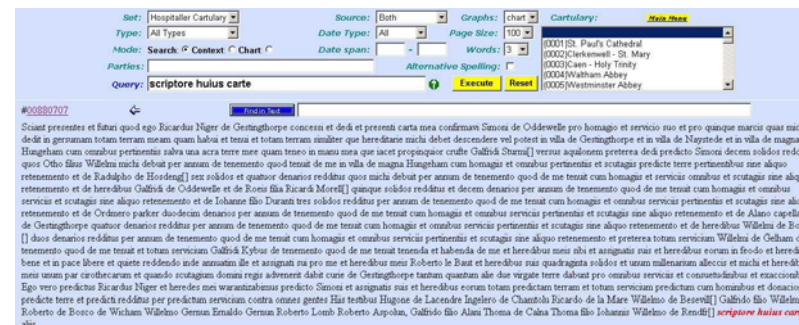 Set: Hospitaller Cartulary Source: Both Graphs: chart Cartulary: Main Menu
Type: All Types Date Type: All Page Size: 100
Mode: Search: Context Chart Date span: - Words: 3 (0001)St. Paul's Cathedral
Parties: Alternative Spelling: (0002)Clerkenwell - St. Mary
(0003)Caen - Holy Trinity
(0004)Waltham Abbey
Query: scriptore huius carte Execute Reset (0005)Westminster Abbey
#00880707 Find in Text
Sciant presentes et futuri quod ego Ricardus Niger de Gestingthorpe concessi et dedi et presenti carta mea confirmavi Simoni de Oddewelle pro homagio et servicio suo et pro quinque marcis quas mic
dedit in gersumam totam terram meam quam habui et tenui et totam terram similiter que hereditarie michi debet descendere vel potest in villa de Gestingthorpe et in villa de Naystede et in villa de magna
Hungeham cum omnibus pertinentiis salva una acra terre mee quam teneo in manu mea que iacet propinquior crufte Galfridi Sturmi[] versus aquilonem preterea dedi predicto Simoni decem solidos redd
quos Otho filius Willelmi michi debuit per annum de tenemento quod tenuit de me in villa de magna Hungeham cum homagiis et omnibus pertinentiis et scutagiis predicte terre pertinentibus sine aliquo
retenemento et de Radulpho de Hosdeng[] sex solidos et quatuor denarios redditus quos michi debuit per annum de tenemento quod de me tenuit cum homagiis et omnibus serviciis et scutagiis sine aliq
retenemento et de heredibus Galfridi de Oddewelle et de Roeis filia Ricardi Morell[] quinque solidos redditus et decem denarios per annum de tenemento quod de me tenuit cum homagiis et omnibus
serviciis et scutagiis sine aliquo retenemento et de Iohanne filio Duranti tres solidos redditus per annum de tenemento quod de me tenuit cum homagiis et omnibus serviciis pertinentiis et scutagiis sine alic
retenemento et de Ordmero parker duodecim denarios per annum de tenemento quod de me tenuit cum homagiis et omnibus serviciis pertinentiis et scutagiis sine aliquo retenemento et de Alano capella
de Gestingthorpe quatuor denarios redditus per annum de tenemento quod de me tenuit cum homagiis et omnibus serviciis pertinentiis et scutagiis sine aliquo retenemento et de heredibus Willelmi de Bo
[] duos denarios redditus per annum de tenemento quod de me tenuit cum homagiis et omnibus serviciis pertinentiis et scutagiis sine aliquo retenemento et preterea totum servicium Willelmi de Gelham c
tenemento quod de me tenuit et totum servicium Galfridi Kybus de tenemento quod de me tenuit tenenda et habenda de me et heredibus meis sibi et assignatis suis et heredibus eorum in feodo et heredi
bene et in pace libere et quiete reddendo inde annuatim ille et assignati sui pro me et heredibus meis Roberto le Baut et heredibus suis quadraginta solidos et unum millenarium alleccis et michi et heredib
meis unum par cirothecarum et quando scutagium domini regis advenerit dabit curie de Gestingthorpe tantum quantum alie due virgate terre dabunt pro omnibus serviciis et consuetudinibus et exaccionb
Ego vero predictus Ricardus Niger et heredes mei warantizabimus predicto Simoni et assignatis suis et heredibus eorum totam predictam terram et totum servicium predictum cum hominibus et donacion
predicte terre et predicti redditus per predictum servicium contra omnes gentes Hiis testibus Hugone de Lacendre Ingelero de Chamtolu Ricardo de la Mare Willelmo de Besevill[] Galfrido filio Willelm
Roberto de Bosco de Wicham Willelmo Gernun Ernaldo Gernun Roberto Lomb Roberto Aspolun, Galfrido filio Alani Thoma de Calna Thoma filio Iohannis Willelmo de Rendfr[] scriptore huius car
aliis